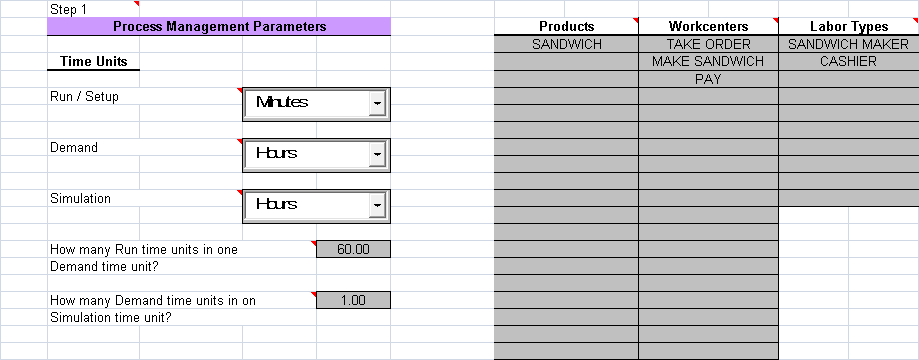 Step 1
Process Management Parameters
Products Workcenters Labor Types
SANDWICH TAKE ORDER SANDWICH MAKER
Time Units MAKE SANDWICH CASHIER
PAY
Run / Setup Minutes
Demand Hours
Simulation Hours
How many Run time units in one 60.00
Demand time unit?
How many Demand time units in on 1.00
Simulation time unit?